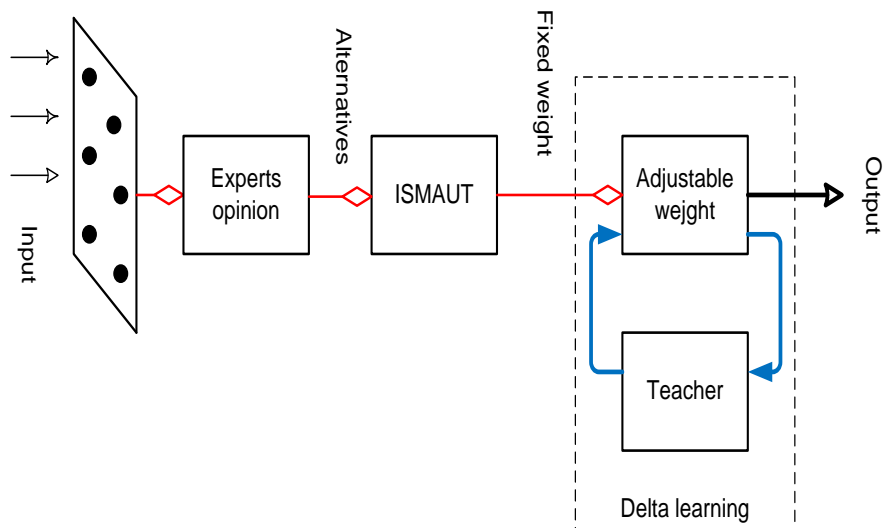 Input
Experts
opinion
Alternatives
ISMAUT
Fixed weight
Adjustable
wejght
Output
Teacher
Delta learning